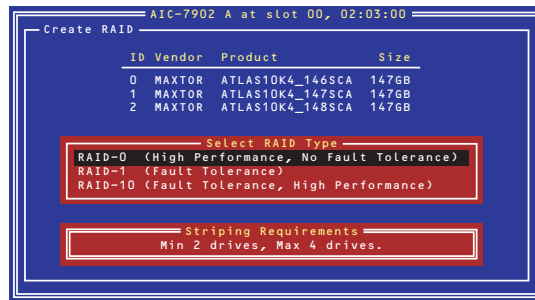 AIC-7902 A at slot 00, 02:03:00
Create RAID
ID Vendor Product Size
0 MAXTOR ATLAS10K4_146SCA 147GB
1 MAXTOR ATLAS10K4_147SCA 147GB
2 MAXTOR ATLAS10K4_148SCA 147GB
Select RAID Type
RAID-0 (High Performance, No Fault Tolerance)
RAID-1 (Fault Tolerance)
RAID-10 (Fault Tolerance, High Performance)
Striping Requirements
Min 2 drives, Max 4 drives.